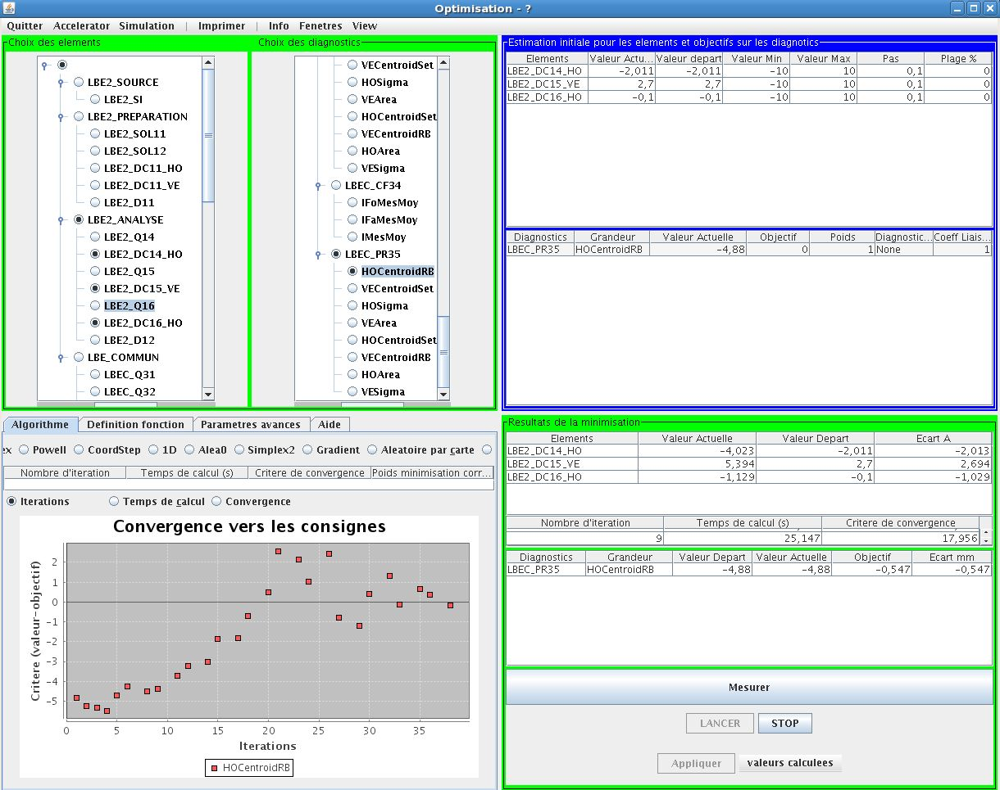 Optimisation - ?
Quitter Accelerator Simulation | Imprimer | Info Fenetres View
Choix des elements
LBE2_SOURCE
LBE2_SI
LBE2_PREPARATION
LBE2_SOL11
LBE2_SOL12
LBE2_DC11_HO
LBE2_DC11_VE
LBE2_D11
LBE2_ANALYSE
LBE2_Q14
LBE2_DC14_HO
LBE2_Q15
LBE2_DC15_VE
LBE2_Q16
LBE2_DC16_HO
LBE2_D12
LBE_COMMUN
LBEC_Q31
LBEC_Q32
Choix des diagnostics
VECentroidSet
HOSigma
VEArea
HOCentroidSet
VECentroidRB
HOArea
VESigma
LBEC_CF34
IFoMesMoy
IFaMesMoy
IMesMoy
LBEC_PR35
HOCentroidRB
VECentroidSet
HOSigma
VEArea
HOCentroidSet
VECentroidRB
HOArea
VESigma
Estimation initiale pour les elements et objectifs sur les diagnotics
Elements Valeur Actu... Valeur depart Valeur Min Valeur Max Pas Plage %
LBE2_DC14_HO -2,011 -2,011 -10 10 0,1 0
LBE2_DC15_VE 2,7 2,7 -10 10 0,1 0
LBE2_DC16_HO -0,1 -0,1 -10 10 0,1 0
Diagnostics Grandeur Valeur Actuelle Objectif Poids Diagnostic... Coeff Liais...
LBEC_PR35 HOCentroidRB -4,88 0 1 None 1
Algorithme Definition fonction Parametres avances Aide
ex Powell CoordStep 1D Alea0 Simplex2 Gradient Aleatoire par carte
Nombre d'iteration Temps de calcul (s) Critere de convergence Poids minimisation corr...
Iterations Temps de calcul Convergence
Convergence vers les consignes
Critere (valeur-objectif)
2
1
0
-1
-2
-3
-4
-5
0 5 10 15 20 25 30 35
Iterations
HOCentroidRB
Resultats de la minimisation
Elements Valeur Actuelle Valeur Depart Ecart A
LBE2_DC14_HO -4,023 -2,011 -2,013
LBE2_DC15_VE 5,394 2,7 2,694
LBE2_DC16_HO -1,129 -0,1 -1,029
Nombre d'iteration Temps de calcul (s) Critere de convergence
9 25,147 17,956
Diagnostics Grandeur Valeur Depart Valeur Actuelle Objectif Ecart mm
LBEC_PR35 HOCentroidRB -4,88 -4,88 -0,547 -0,547
Mesurer
LANCER STOP
Appliquer valeurs calculees